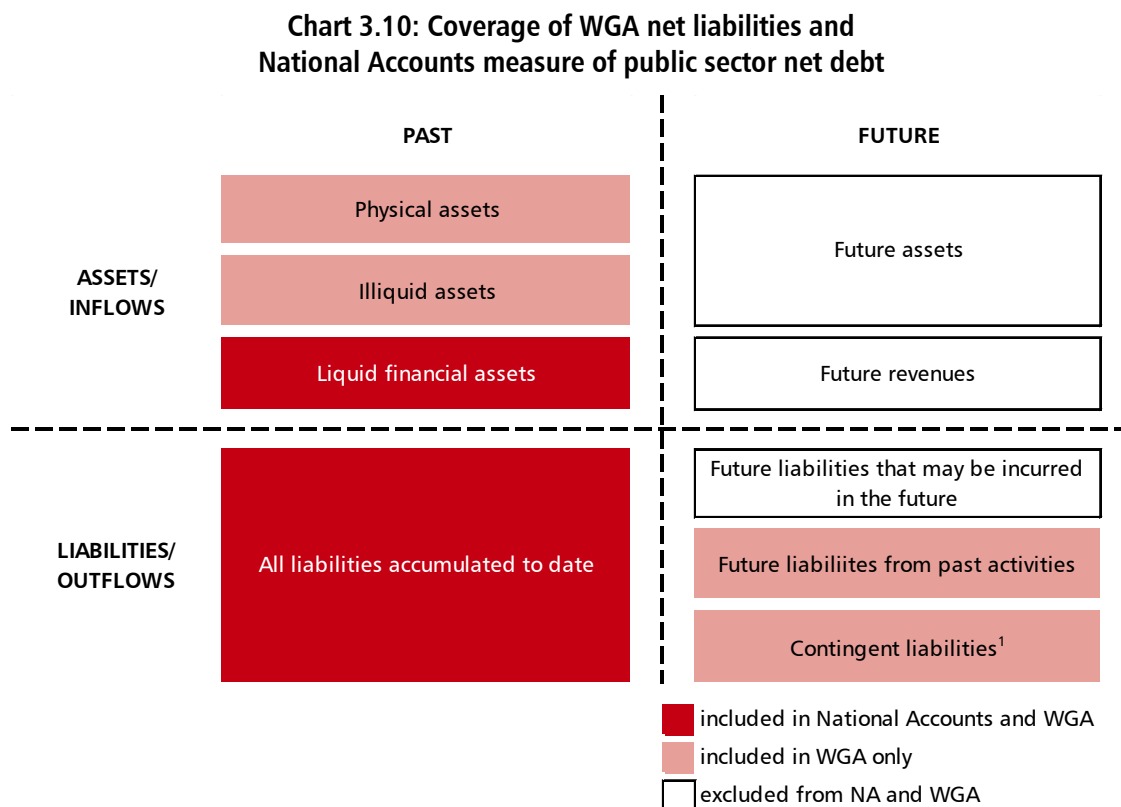 Chart 3.10: Coverage of WGA net liabilities and
National Accounts measure of public sector net debt
PAST
FUTURE
ASSETS/
INFLOWS
Physical assets
Illiquid assets
Liquid financial assets
Future assets
Future revenues
LIABILITIES/
OUTFLOWS
All liabilities accumulated to date
Future liabilities that may be incurred
in the future
Future liabiliites from past activities
Contingent liabilities¹
included in National Accounts and WGA
included in WGA only
excluded from NA and WGA